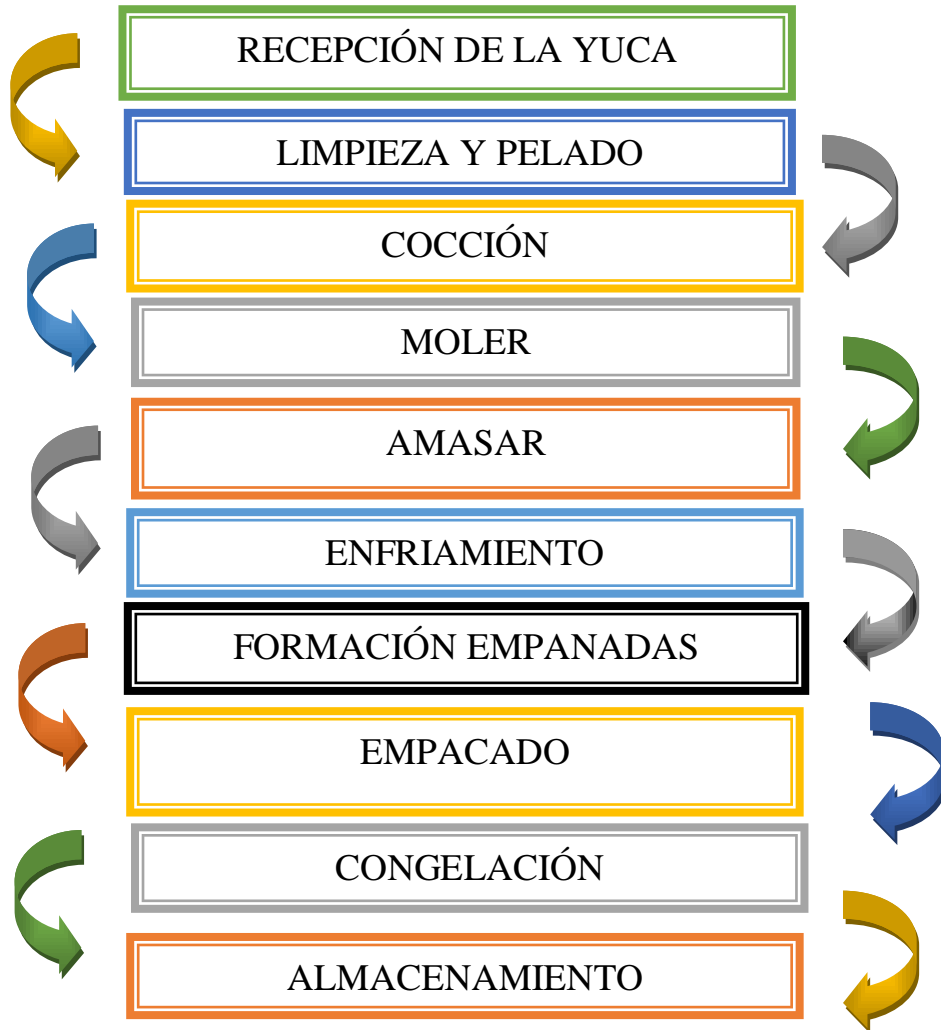 RECEPCIÓN DE LA YUCA
LIMPIEZA Y PELADO
COCCIÓN
MOLER
AMASAR
ENFRIAMIENTO
FORMACIÓN EMPANADAS
EMPACADO
CONGELACIÓN
ALMACENAMIENTO